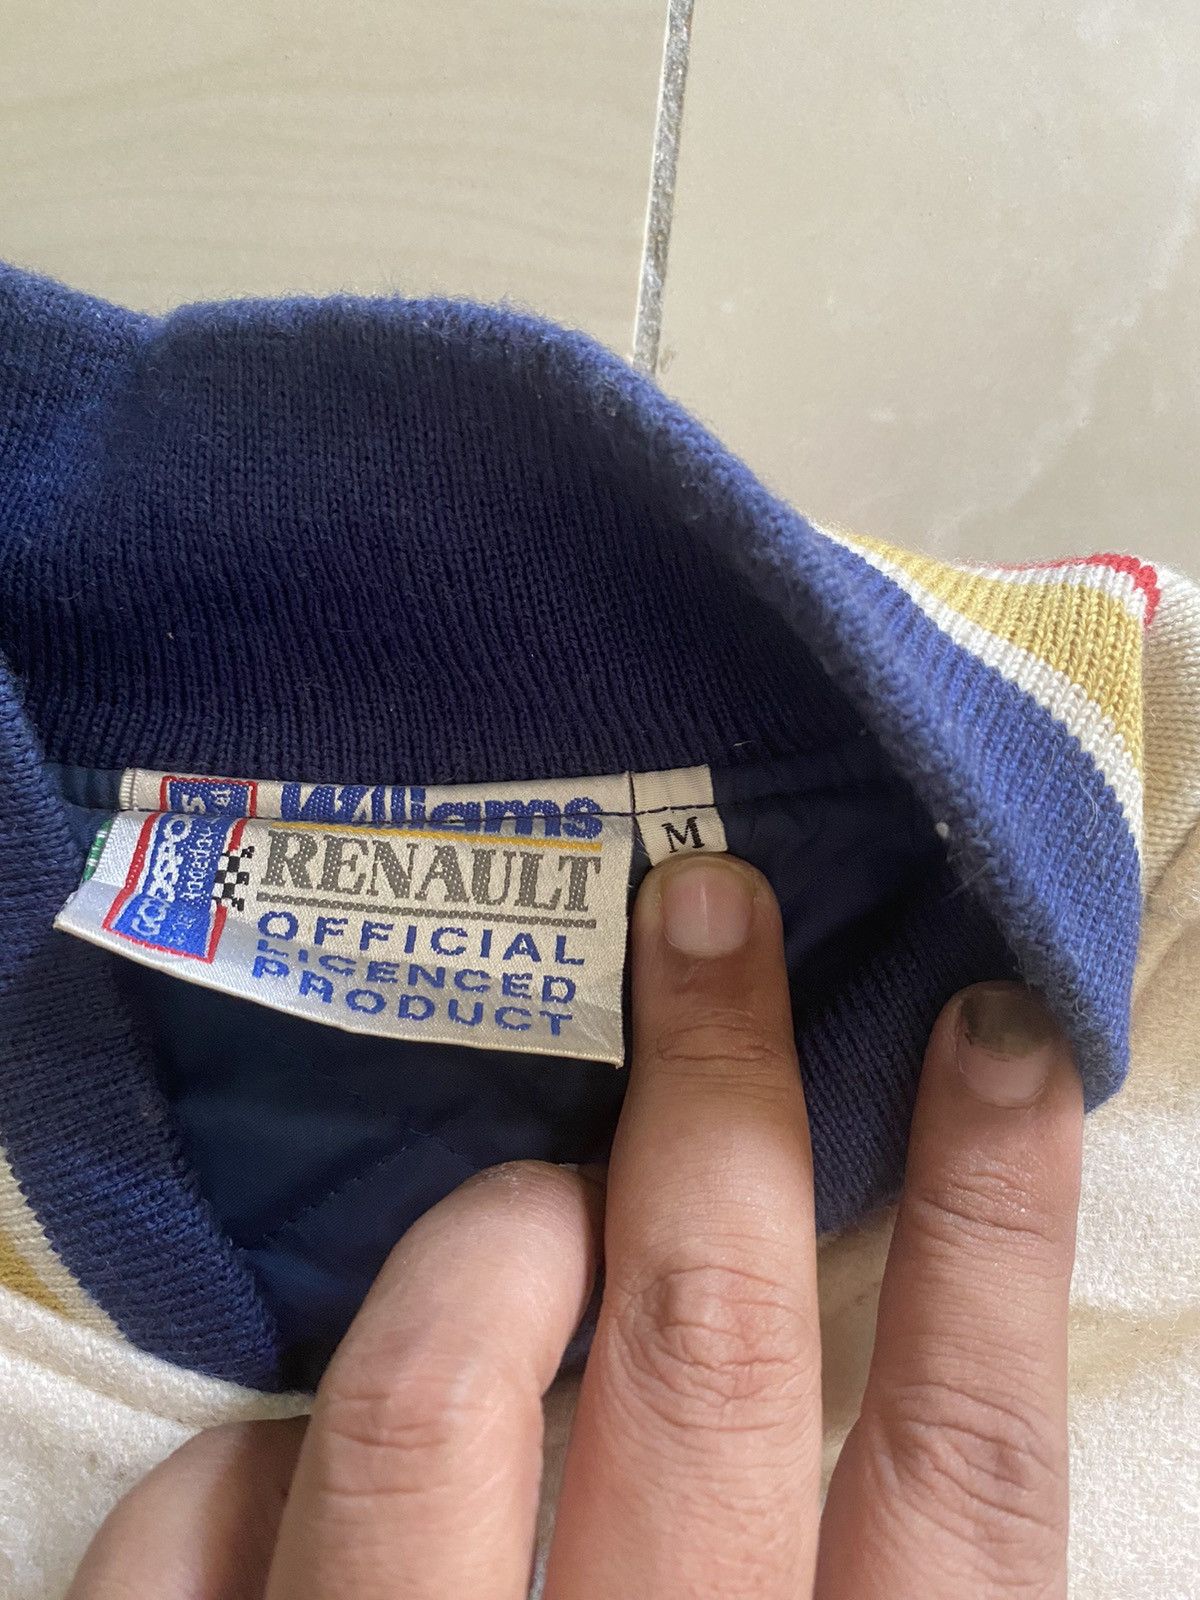 Williams
RENAULT
OFFICIAL
LICENCED
PRODUCT
M